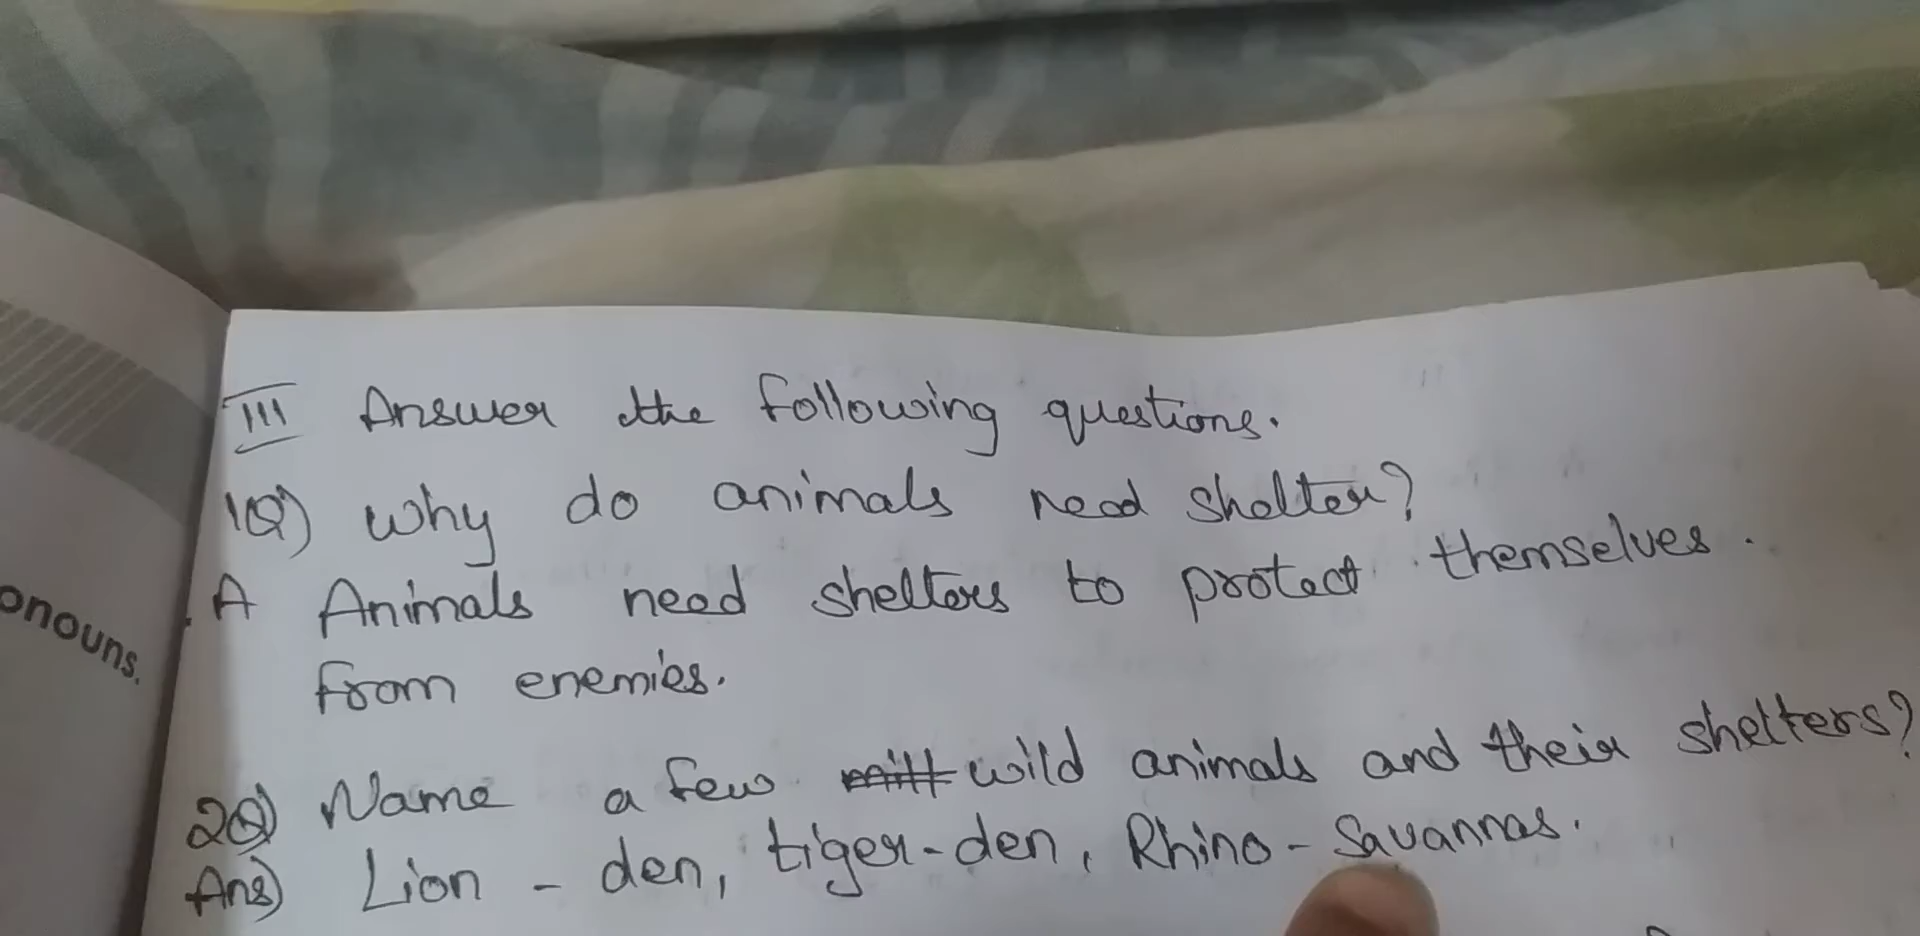 III Answer the following questions.
1Q) Why do animals need shelter?
A Animals need shelters to protect themselves.
from enemies.
2Q) Name a few wild animals and their shelters?
Ans) Lion - den, tiger-den, Rhino - Savannas.
onouns.